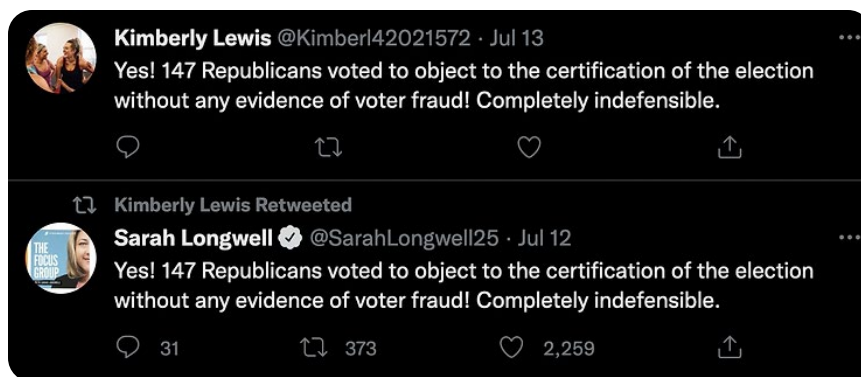 Kimberly Lewis @Kimberl42021572 · Jul 13
Yes! 147 Republicans voted to object to the certification of the election
without any evidence of voter fraud! Completely indefensible.
Kimberly Lewis Retweeted
Sarah Longwell @SarahLongwell25 · Jul 12
THE
FOCUS
GROUP
Yes! 147 Republicans voted to object to the certification of the election
without any evidence of voter fraud! Completely indefensible.
31 373 2,259